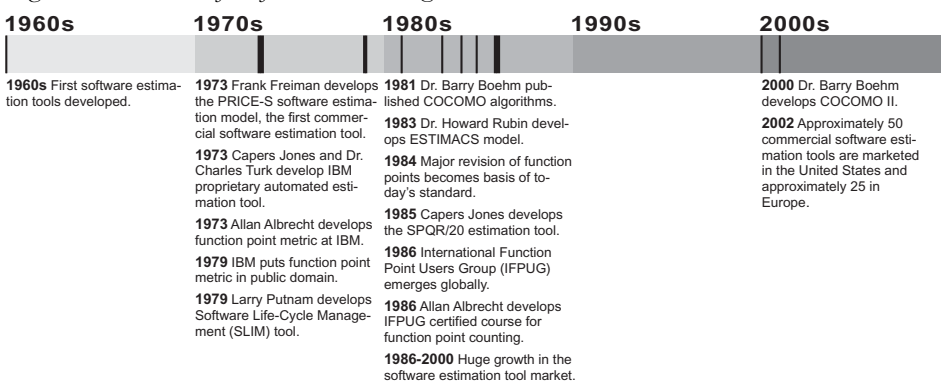 1960s
1970s
1980s
1990s
2000s
1960s First software estima-
tion tools developed.
1973 Frank Freiman develops
the PRICE-S software estima-
tion model, the first commer-
cial software estimation tool.
1973 Capers Jones and Dr.
Charles Turk develop IBM
proprietary automated esti-
mation tool.
1973 Allan Albrecht develops
function point metric at IBM.
1979 IBM puts function point
metric in public domain.
1979 Larry Putnam develops
Software Life-Cycle Manage-
ment (SLIM) tool.
1981 Dr. Barry Boehm pub-
lished COCOMO algorithms.
1983 Dr. Howard Rubin devel-
ops ESTIMACS model.
1984 Major revision of function
points becomes basis of to-
day's standard.
1985 Capers Jones develops
the SPQR/20 estimation tool.
1986 International Function
Point Users Group (IFPUG)
emerges globally.
1986 Allan Albrecht develops
IFPUG certified course for
function point counting.
1986-2000 Huge growth in the
software estimation tool market.
2000 Dr. Barry Boehm
develops COCOMO II.
2002 Approximately 50
commercial software esti-
mation tools are marketed
in the United States and
approximately 25 in
Europe.